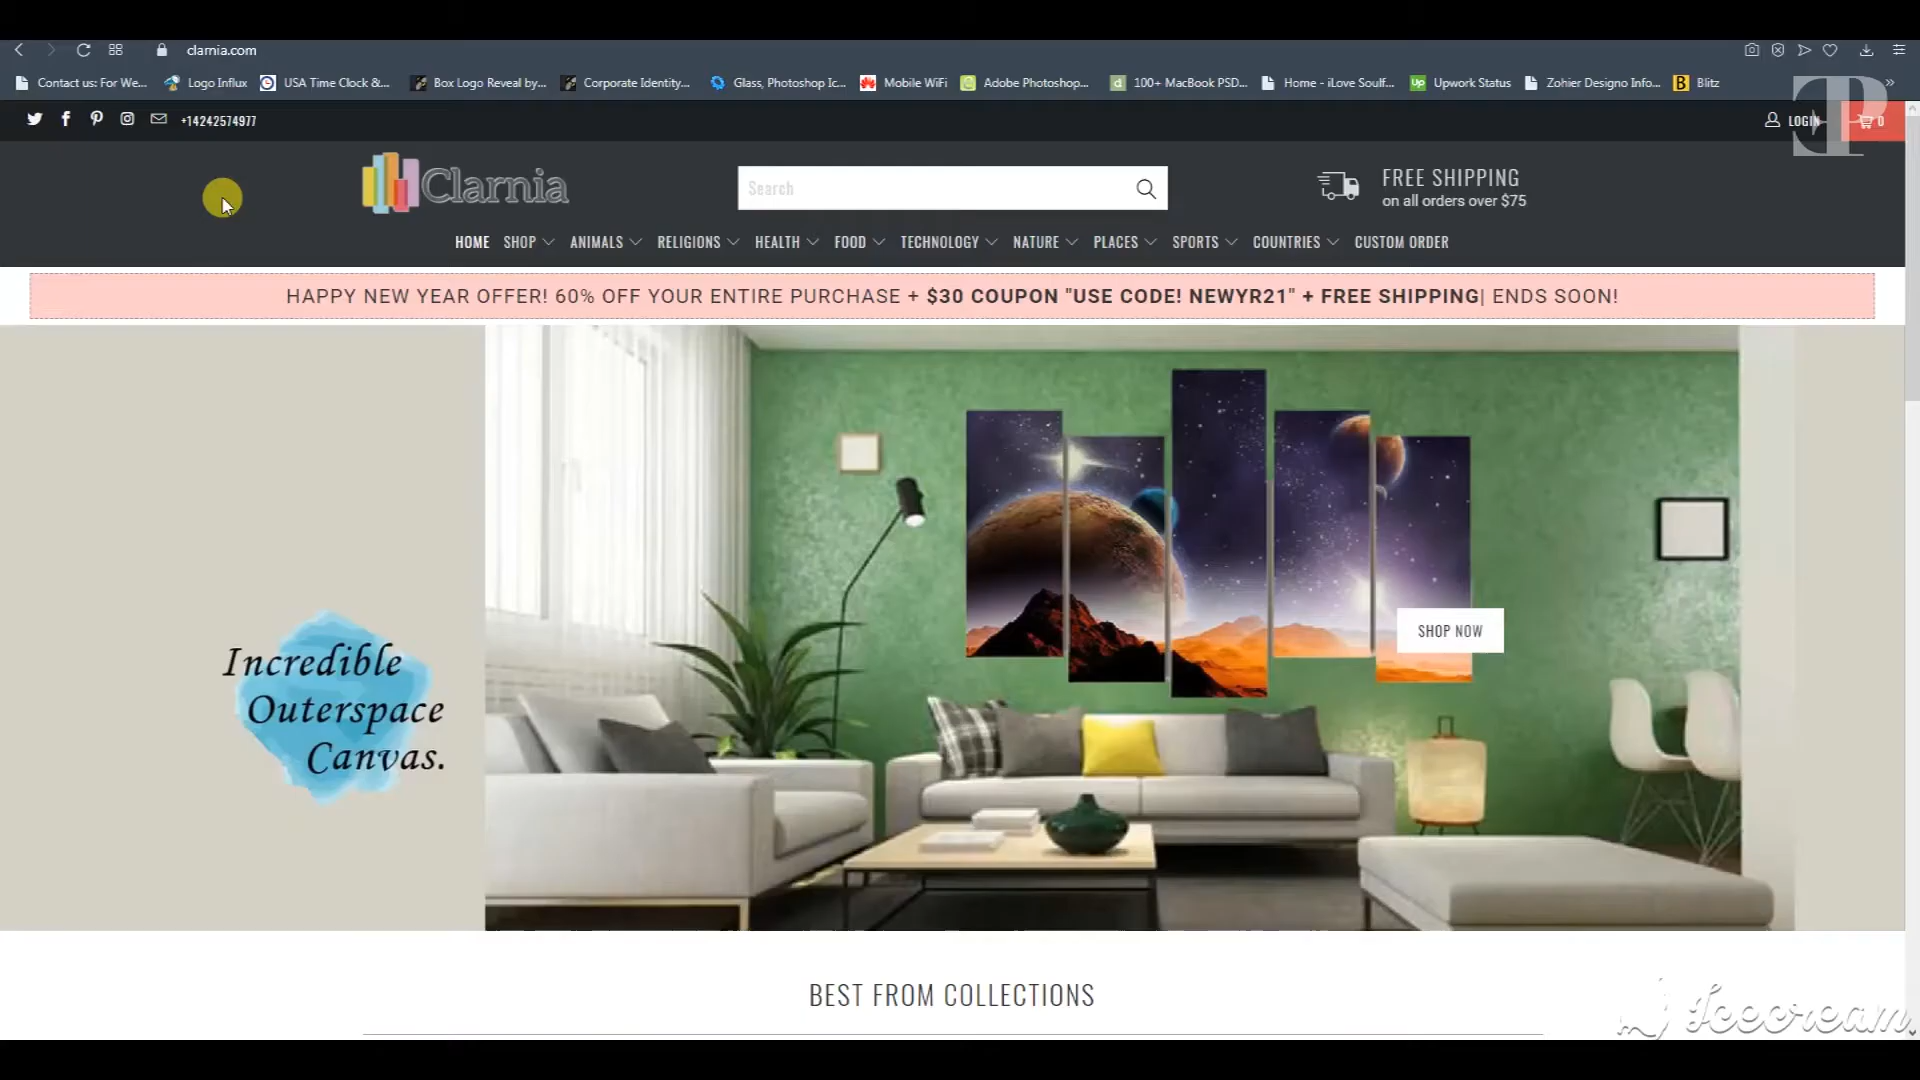 clarnia.com
Contact us: For We...
Logo Influx
USA Time Clock &...
Box Logo Reveal by...
Corporate Identity...
Glass, Photoshop Ic...
Mobile WiFi
Adobe Photoshop...
100+ MacBook PSD...
Home - iLove Soulf...
Up
Upwork Status
Zohier Designo Info...
B
Blitz
»
+14242574977
LOGIN
0
Clarnia
Search
FREE SHIPPING
on all orders over $75
HOME
SHOP
ANIMALS
RELIGIONS
HEALTH
FOOD
TECHNOLOGY
NATURE
PLACES
SPORTS
COUNTRIES
CUSTOM ORDER
HAPPY NEW YEAR OFFER! 60% OFF YOUR ENTIRE PURCHASE + $30 COUPON "USE CODE! NEWYR21" + FREE SHIPPING| ENDS SOON!
Incredible
Outerspace
Canvas.
SHOP NOW
BEST FROM COLLECTIONS
Icecream